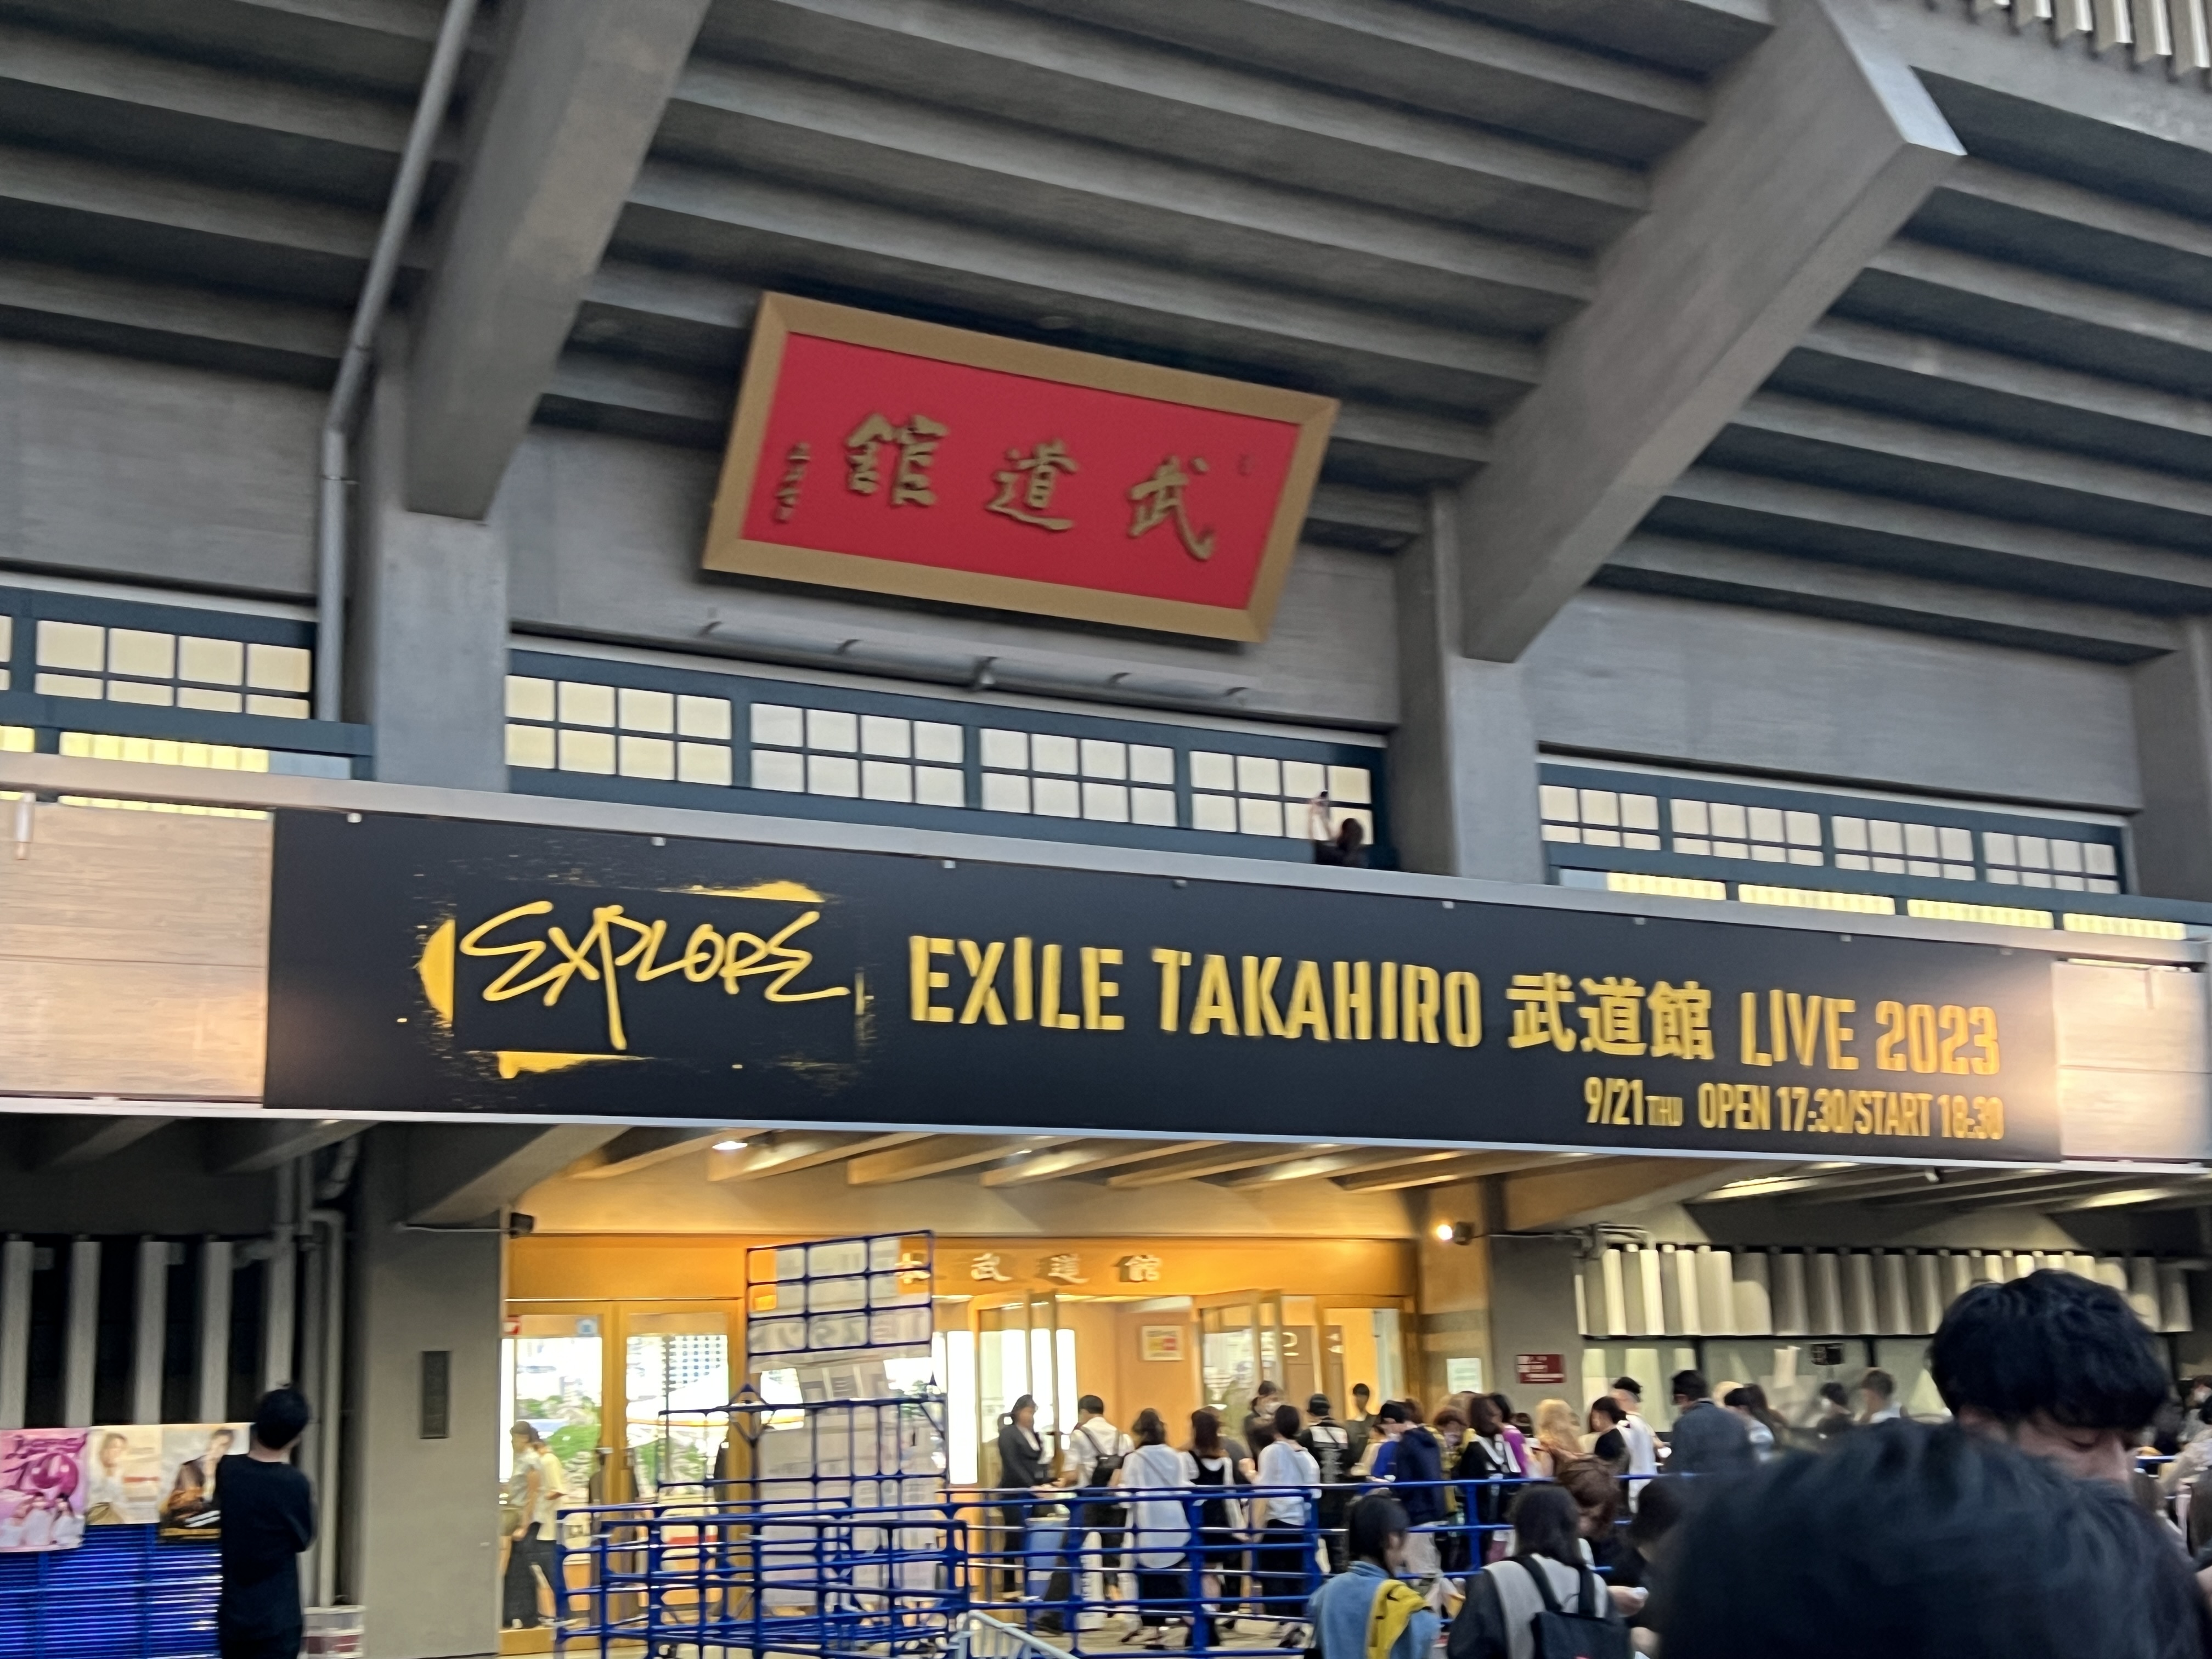 武道館
EXPLORE
EXILE TAKAHIRO 武道館 LIVE 2023
9/21 THU OPEN 17:30/START 18:30
武道館